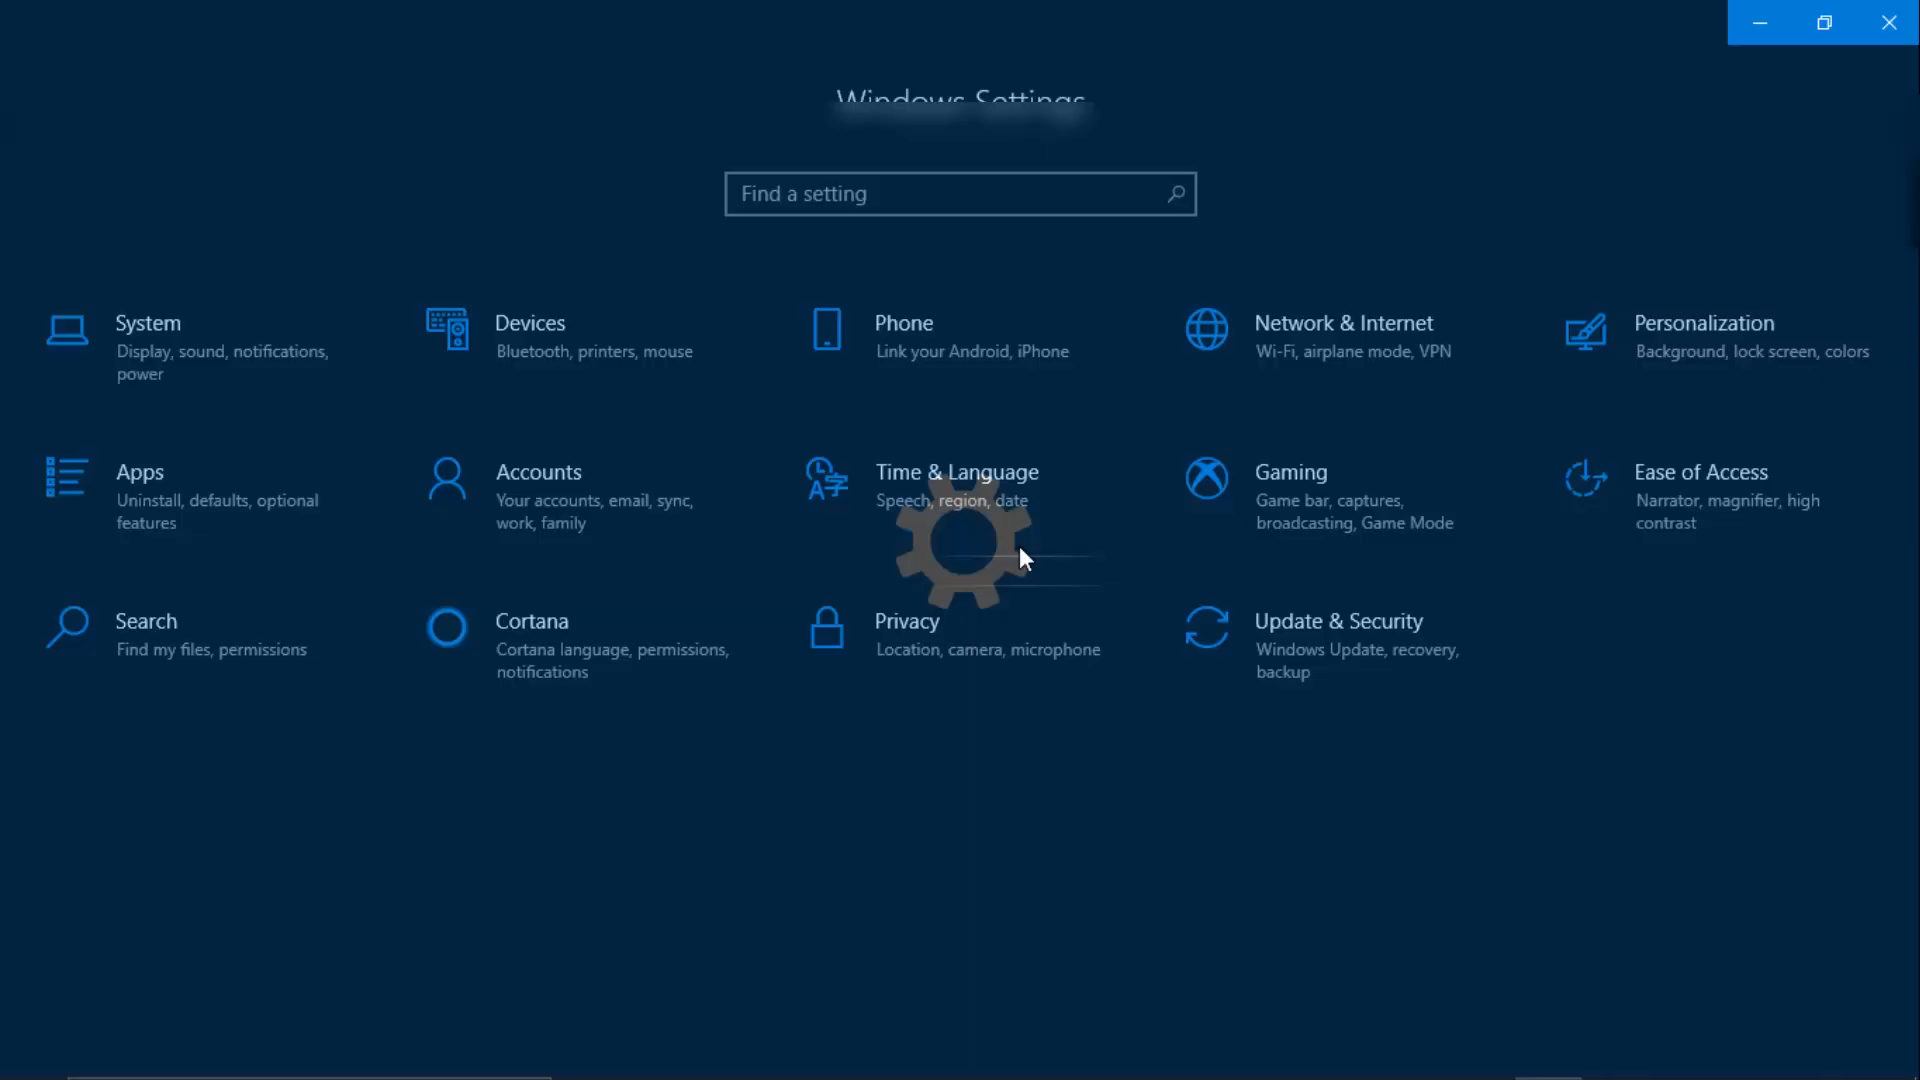 Windows Settings
Find a setting
System
Display, sound, notifications,
power
Devices
Bluetooth, printers, mouse
Phone
Link your Android, iPhone
Network & Internet
Wi-Fi, airplane mode, VPN
Personalization
Background, lock screen, colors
Apps
Uninstall, defaults, optional
features
Accounts
Your accounts, email, sync,
work, family
Time & Language
Speech, region, date
Gaming
Game bar, captures,
broadcasting, Game Mode
Ease of Access
Narrator, magnifier, high
contrast
Search
Find my files, permissions
Cortana
Cortana language, permissions,
notifications
Privacy
Location, camera, microphone
Update & Security
Windows Update, recovery,
backup